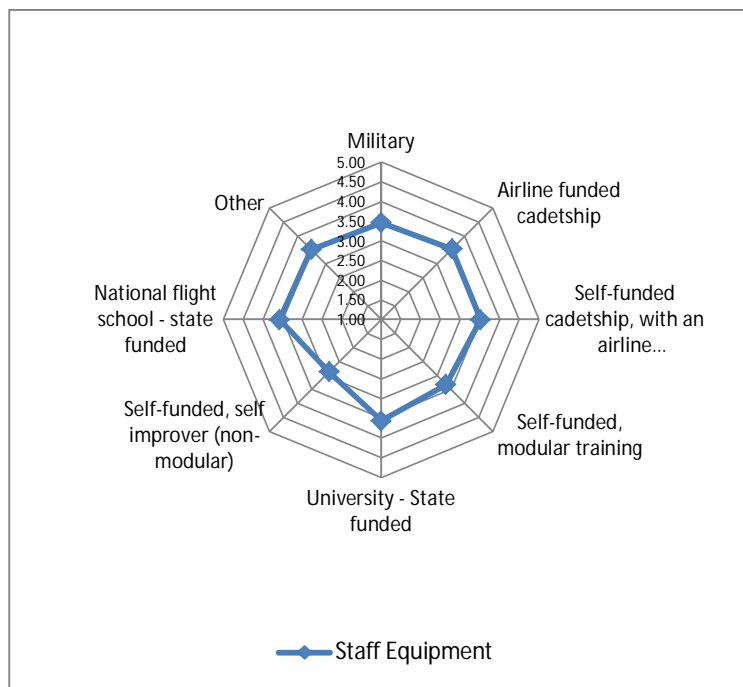 Military
5.00
4.50
4.00
3.50
3.00
2.50
2.00
1.50
1.00
Airline funded
cadetship
Self-funded
cadetship, with an
airline...
Self-funded,
modular training
University - State
funded
Self-funded, self
improver (non-
modular)
National flight
school - state
funded
Other
Staff Equipment